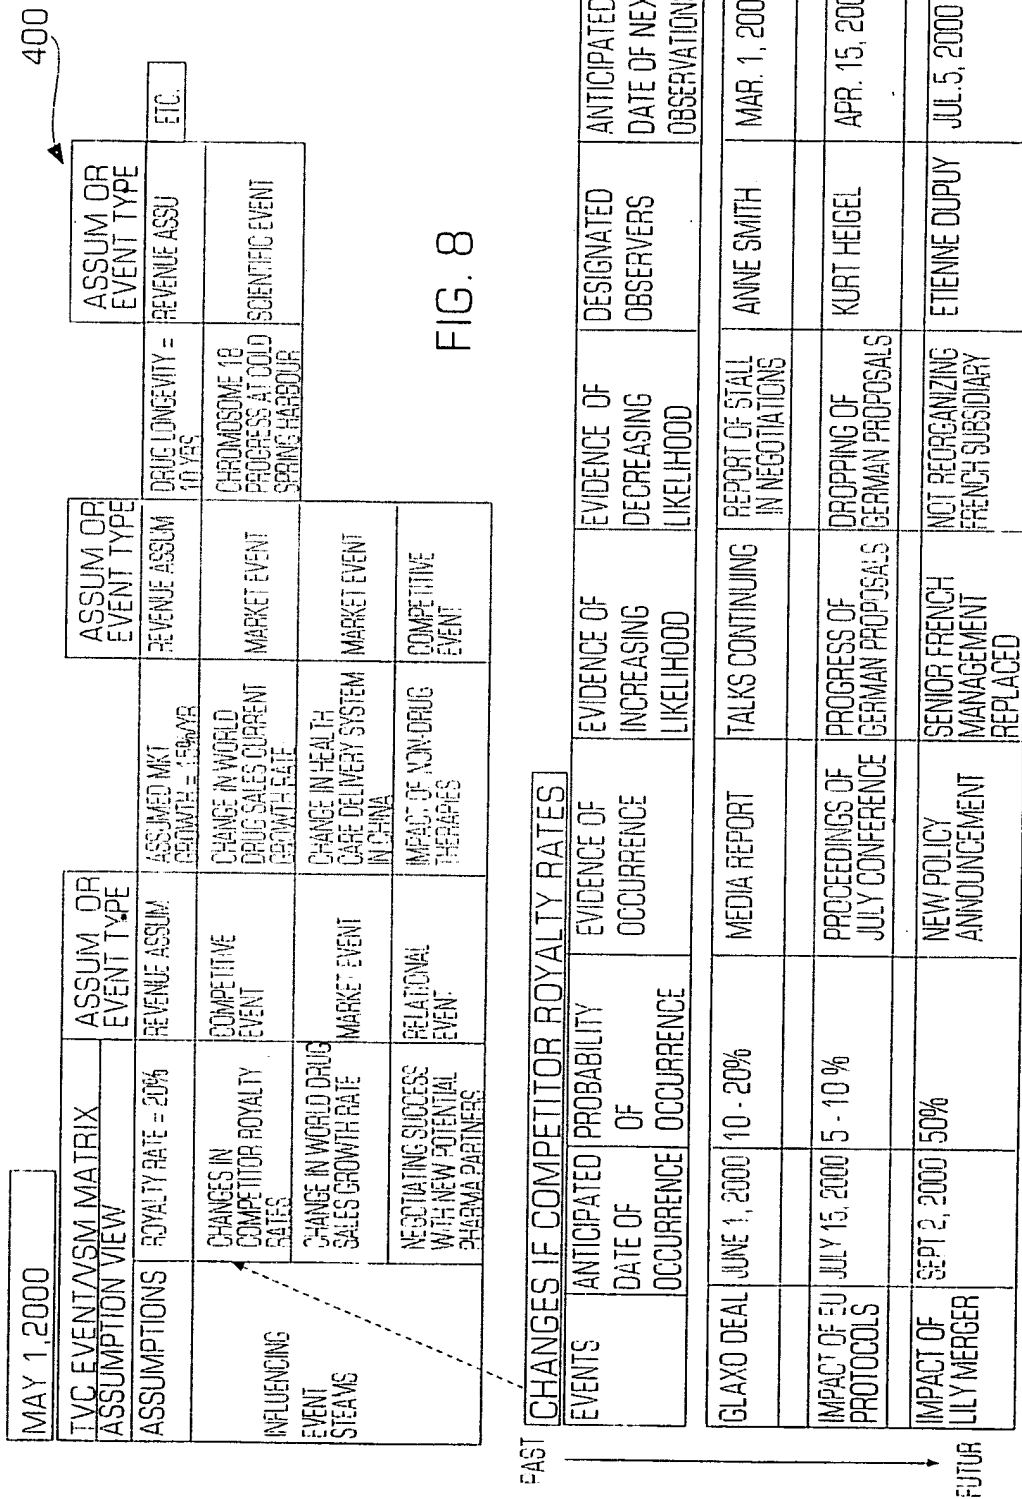 400
MAY 1,2000
TVC EVENT/VSM MATRIX
ASSUMPTION VIEW
ASSUM OR
EVENT TYPE
ASSUM OR
EVENT TYPE
ASSUM OR
EVENT TYPE
ASSUMPTIONS
ROYALTY RATE = 20%
REVENUE ASSUM.
ASSUMED MKT
GROWTH = 15%/YR
REVENUE ASSUM
DRUG LONGEVITY =
10 YRS
REVENUE ASSU
ETC.
INFLUENCING
EVENT
STEAMS
CHANGES IN
COMPETITOR ROYALTY
RATES
COMPETITIVE
EVENT
CHANGE IN WORLD
DRUG SALES CURRENT
GROWTH RATE
MARKET EVENT
CHROMOSOME 18
PROGRESS AT COLD
SPRING HARBOUR
SCIENTIFIC EVENT
CHANGE IN WORLD DRUG
SALES GROWTH RATE
MARKET EVENT
CHANGE IN HEALTH
CARE DELIVERY SYSTEM
IN CHINA
MARKET EVENT
NEGOTIATING SUCCESS
WITH NEW POTENTIAL
PHARMA PARTNERS
RELATIONAL
EVENT
IMPACT OF NON-DRUG
THERAPIES
COMPETITIVE
EVENT
FIG. 8
PAST
FUTUR
CHANGES IF COMPETITOR ROYALTY RATES
EVENTS
ANTICIPATED
DATE OF
OCCURRENCE
PROBABILITY
OF
OCCURRENCE
EVIDENCE OF
OCCURRENCE
EVIDENCE OF
INCREASING
LIKELIHOOD
EVIDENCE OF
DECREASING
LIKELIHOOD
DESIGNATED
OBSERVERS
ANTICIPATED
DATE OF NEX
OBSERVATION
GLAXO DEAL
JUNE 1, 2000
10 - 20%
MEDIA REPORT
TALKS CONTINUING
REPORT OF STALL
IN NEGOTIATIONS
ANNE SMITH
MAR. 1, 200
IMPACT OF EU
PROTOCOLS
JULY 15, 2000
5 - 10 %
PROCEEDINGS OF
JULY CONFERENCE
PROGRESS OF
GERMAN PROPOSALS
DROPPING OF
GERMAN PROPOSALS
KURT HEIGEL
APR. 15, 200
IMPACT OF
LILY MERGER
SEPT 2, 2000
50%
NEW POLICY
ANNOUNCEMENT
SENIOR FRENCH
MANAGEMENT
REPLACED
NOT REORGANIZING
FRENCH SUBSIDIARY
ETIENNE DUPUY
JUL.5, 2000